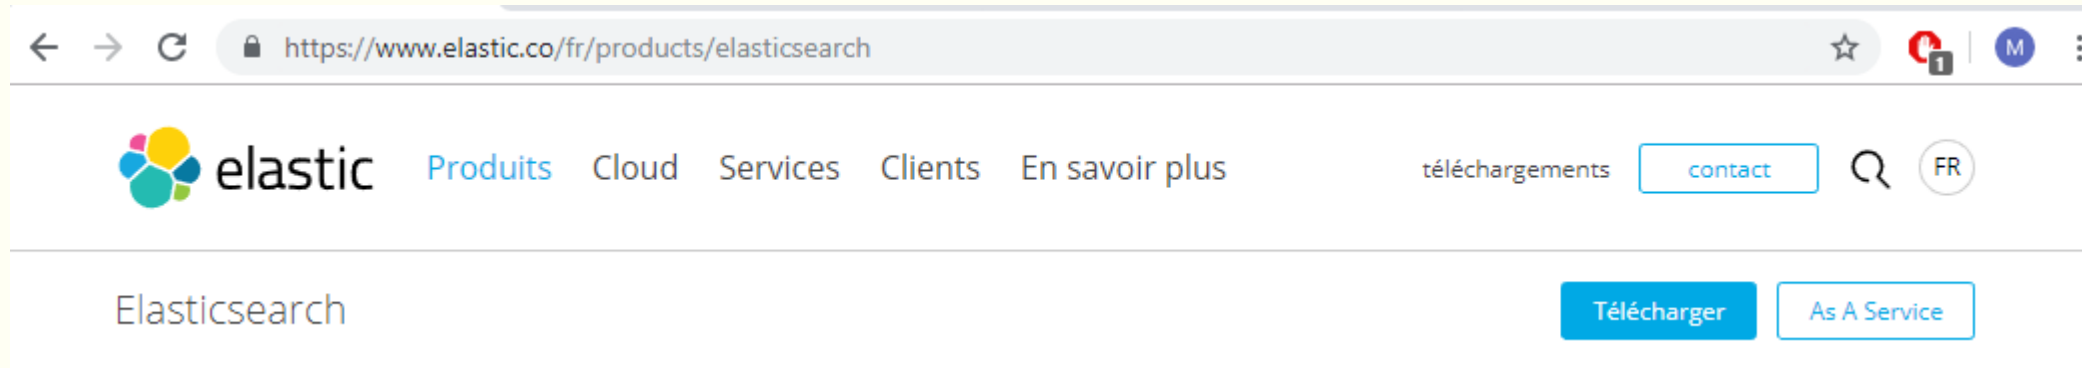 https://www.elastic.co/fr/products/elasticsearch 1 M
elastic Produits Cloud Services Clients En savoir plus téléchargements contact FR
Elasticsearch Télécharger As A Service